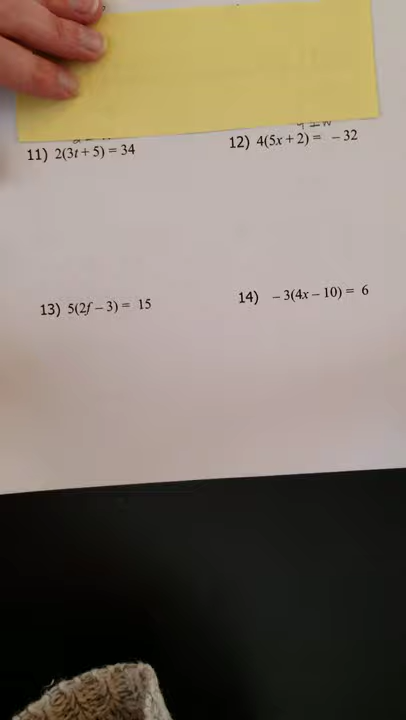 11) 2(3t + 5) = 34
12) 4(5x + 2) = - 32
13) 5(2f - 3) = 15
14) - 3(4x - 10) = 6